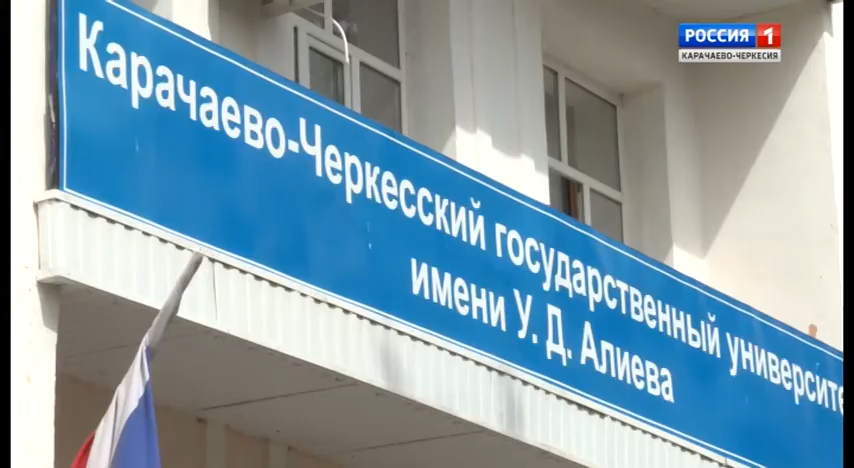 РОССИЯ 1
КАРАЧАЕВО-ЧЕРКЕСИЯ
Карачаево-Черкесский государственный университе
имени У. Д. Алиева